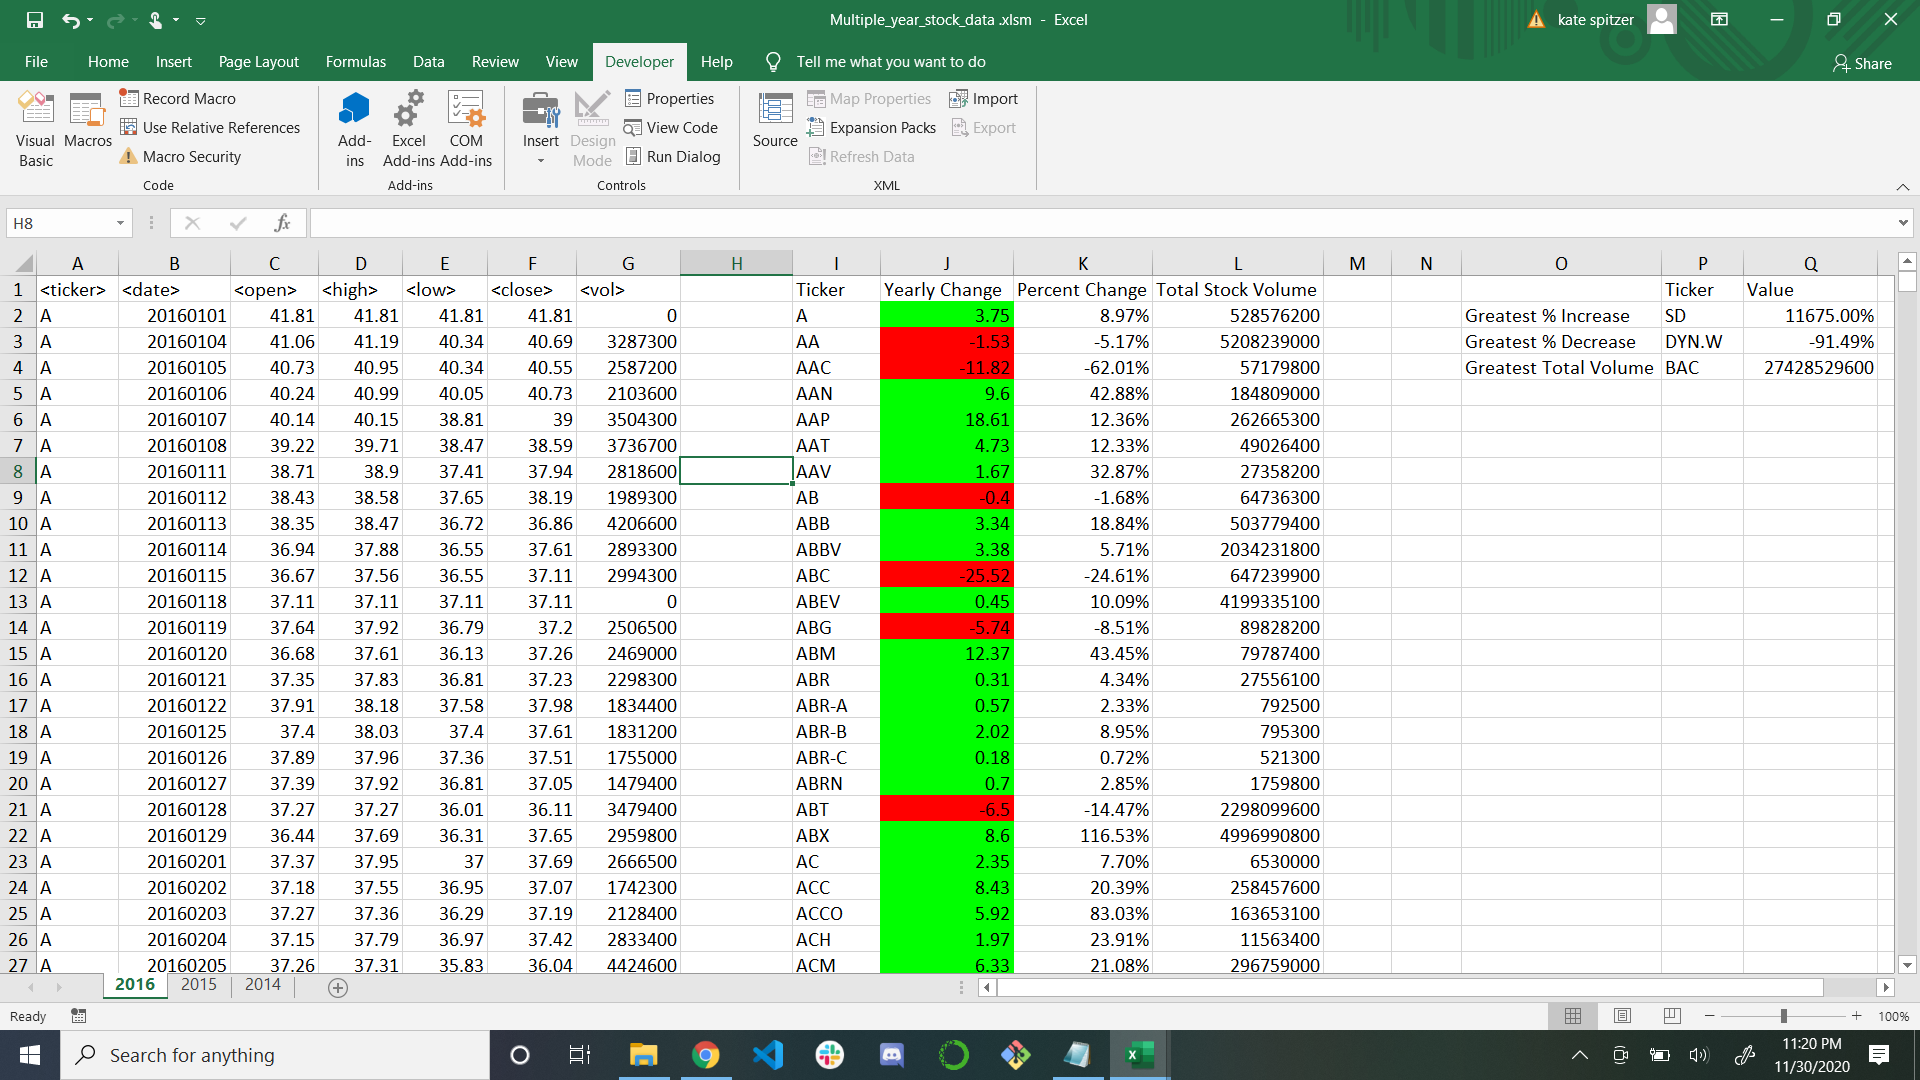 Multiple_year_stock_data .xlsm - Excel
kate spitzer
File Home Insert Page Layout Formulas Data Review View Developer Help Tell me what you want to do Share
Visual Basic
Macros
Record Macro
Use Relative References
Macro Security
Code
Add-ins
Excel Add-ins
COM Add-ins
Add-ins
Insert
Design Mode
Properties
View Code
Run Dialog
Controls
Source
Map Properties
Expansion Packs
Refresh Data
Import
Export
XML
H8
fx
A B C D E F G H I J K L M N O P Q
1 <ticker> <date> <open> <high> <low> <close> <vol> Ticker Yearly Change Percent Change Total Stock Volume Ticker Value
2 A 20160101 41.81 41.81 41.81 41.81 0 A 3.75 8.97% 528576200 Greatest % Increase SD 11675.00%
3 A 20160104 41.06 41.19 40.34 40.69 3287300 AA -1.53 -5.17% 5208239000 Greatest % Decrease DYN.W -91.49%
4 A 20160105 40.73 40.95 40.34 40.55 2587200 AAC -11.82 -62.01% 57179800 Greatest Total Volume BAC 27428529600
5 A 20160106 40.24 40.99 40.05 40.73 2103600 AAN 9.6 42.88% 184809000
6 A 20160107 40.14 40.15 38.81 39 3504300 AAP 18.61 12.36% 262665300
7 A 20160108 39.22 39.71 38.47 38.59 3736700 AAT 4.73 12.33% 49026400
8 A 20160111 38.71 38.9 37.41 37.94 2818600 AAV 1.67 32.87% 27358200
9 A 20160112 38.43 38.58 37.65 38.19 1989300 AB -0.4 -1.68% 64736300
10 A 20160113 38.35 38.47 36.72 36.86 4206600 ABB 3.34 18.84% 503779400
11 A 20160114 36.94 37.88 36.55 37.61 2893300 ABBV 3.38 5.71% 2034231800
12 A 20160115 36.67 37.56 36.55 37.11 2994300 ABC -25.52 -24.61% 647239900
13 A 20160118 37.11 37.11 37.11 37.11 0 ABEV 0.45 10.09% 4199335100
14 A 20160119 37.64 37.92 36.79 37.2 2506500 ABG -5.74 -8.51% 89828200
15 A 20160120 36.68 37.61 36.13 37.26 2469000 ABM 12.37 43.45% 79787400
16 A 20160121 37.35 37.83 36.81 37.23 2298300 ABR 0.31 4.34% 27556100
17 A 20160122 37.91 38.18 37.58 37.98 1834400 ABR-A 0.57 2.33% 792500
18 A 20160125 37.4 38.03 37.4 37.61 1831200 ABR-B 2.02 8.95% 795300
19 A 20160126 37.89 37.96 37.36 37.51 1755000 ABR-C 0.18 0.72% 521300
20 A 20160127 37.39 37.92 36.81 37.05 1479400 ABRN 0.7 2.85% 1759800
21 A 20160128 37.27 37.27 36.01 36.11 3479400 ABT -6.5 -14.47% 2298099600
22 A 20160129 36.44 37.69 36.31 37.65 2959800 ABX 8.6 116.53% 4996990800
23 A 20160201 37.37 37.95 37 37.69 2666500 AC 2.35 7.70% 6530000
24 A 20160202 37.18 37.55 36.95 37.07 1742300 ACC 8.43 20.39% 258457600
25 A 20160203 37.27 37.36 36.29 37.19 2128400 ACCO 5.92 83.03% 163653100
26 A 20160204 37.15 37.79 36.97 37.42 2833400 ACH 1.97 23.91% 11563400
27 A 20160205 37.26 37.31 35.83 36.04 4424600 ACM 6.33 21.08% 296759000
2016 2015 2014
Ready
100%
Search for anything
11:20 PM
11/30/2020